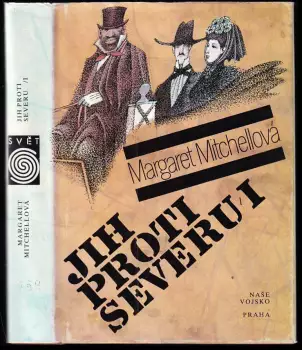 JIH PROTI
SEVERU /I
SVĚT
MARGARET
MITCHELLOVÁ
Margaret Mitchellová
JIH
PROTI
SEVERU/I
NAŠE
VOJSKO
PRAHA